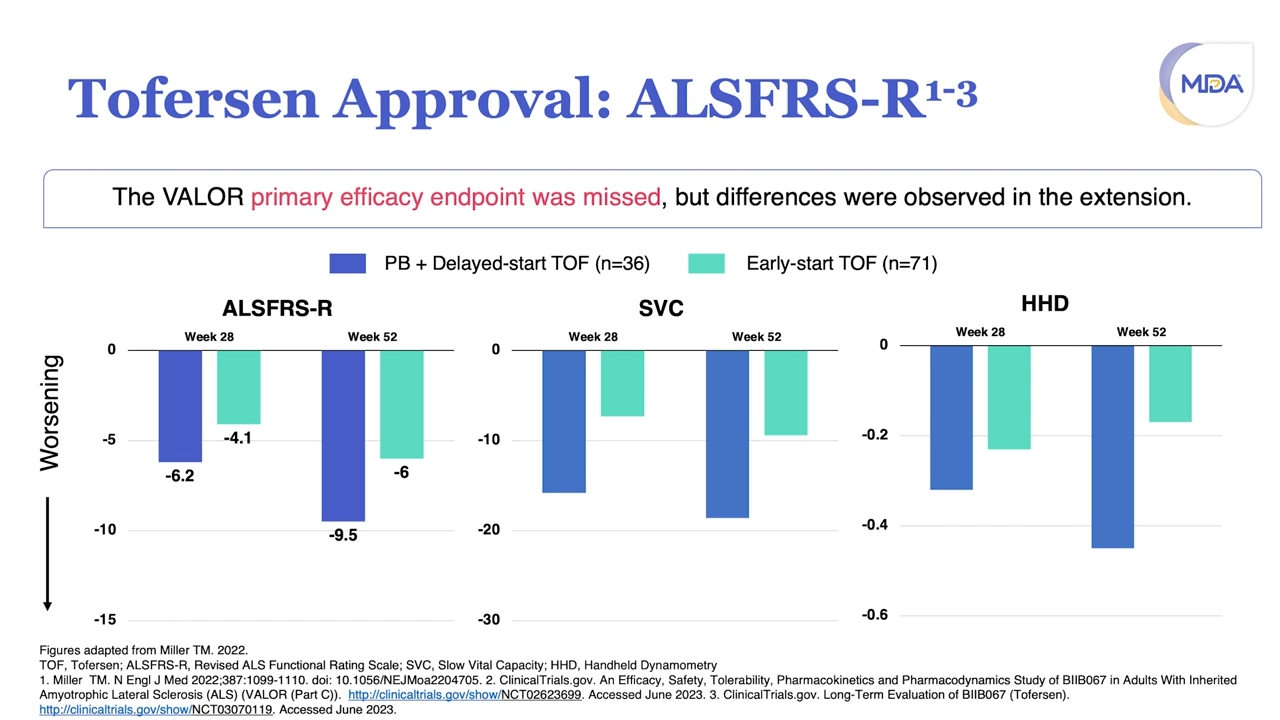 Tofersen Approval: ALSFRS-R¹⁻³
MDA
The VALOR primary efficacy endpoint was missed, but differences were observed in the extension.
PB + Delayed-start TOF (n=36)
Early-start TOF (n=71)
Worsening
ALSFRS-R
Week 28
Week 52
0
-5
-10
-15
-6.2
-4.1
-9.5
-6
SVC
Week 28
Week 52
0
-10
-20
-30
HHD
Week 28
Week 52
0
-0.2
-0.4
-0.6
Figures adapted from Miller TM. 2022.
TOF, Tofersen; ALSFRS-R, Revised ALS Functional Rating Scale; SVC, Slow Vital Capacity; HHD, Handheld Dynamometry
1. Miller  TM. N Engl J Med 2022;387:1099-1110. doi: 10.1056/NEJMoa2204705. 2. ClinicalTrials.gov. An Efficacy, Safety, Tolerability, Pharmacokinetics and Pharmacodynamics Study of BIIB067 in Adults With Inherited
Amyotrophic Lateral Sclerosis (ALS) (VALOR (Part C)).  http://clinicaltrials.gov/show/NCT02623699. Accessed June 2023. 3. ClinicalTrials.gov. Long-Term Evaluation of BIIB067 (Tofersen).
http://clinicaltrials.gov/show/NCT03070119. Accessed June 2023.